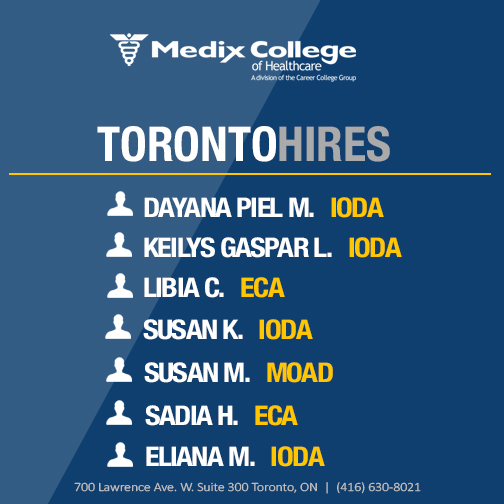 Medix College
of Healthcare
A division of the Career College Group
TORONTOHIRES
DAYANA PIEL M. IODA
KEILYS GASPAR L. IODA
LIBIA C. ECA
SUSAN K. IODA
SUSAN M. MOAD
SADIA H. ECA
ELIANA M. IODA
700 Lawrence Ave. W. Suite 300 Toronto, ON | (416) 630-8021